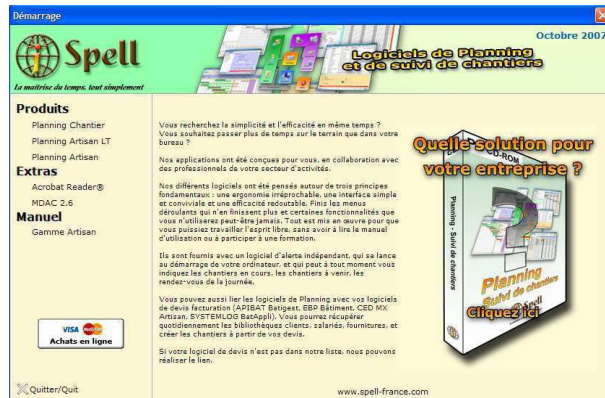 Démarrage
Octobre 2007
Spell
La maîtrise du temps, tout simplement
Logiciels de Planning
et de suivi de chantiers
Produits
Planning Chantier
Planning Artisan LT
Planning Artisan
Extras
Acrobat Reader®
MDAC 2.6
Manuel
Gamme Artisan
VISA
Achats en ligne
Quitter/Quit
Vous recherchez la simplicité et l'efficacité en même temps ?
Vous souhaitez passer plus de temps sur le terrain que dans votre
bureau ?
Nos applications ont été conçues pour vous, en collaboration avec
des professionnels de votre secteur d'activités.
Nos différents logiciels ont été pensés autour de trois principes
fondamentaux : une ergonomie irréprochable, une interface simple
et conviviale et une efficacité redoutable. Finis les menus
déroulants qui n'en finissent plus et certaines fonctionnalités que
vous n'utiliserez peut-être jamais. Tout est mis en œuvre pour que
vous puissiez travailler l'esprit libre, sans avoir à lire le manuel
d'utilisation ou à participer à une formation.
Ils sont fournis avec un logiciel d'alerte indépendant, qui se lance
au démarrage de votre ordinateur, et qui peut à tout moment vous
indiquez les chantiers en cours, les chantiers à venir, les
rendez-vous de la journée.
Vous pouvez aussi lier les logiciels de Planning avec vos logiciels
de devis facturation (APIBAT Batigest, EBP Bâtiment, CED MX
Artisan, SYSTEMLOG BatAppli). Vous pourrez récupérer
quotidiennement les bibliothèques clients, salariés, fournitures, et
créer les chantiers à partir de vos devis.
Si votre logiciel de devis n'est pas dans notre liste, nous pouvons
réaliser le lien.
www.spell-france.com
Quelle solution pour
CD-ROM
votre entreprise ?
Planning - Suivi de chantiers
Planning
Suivi de chantiers
Spell
Cliquez ici